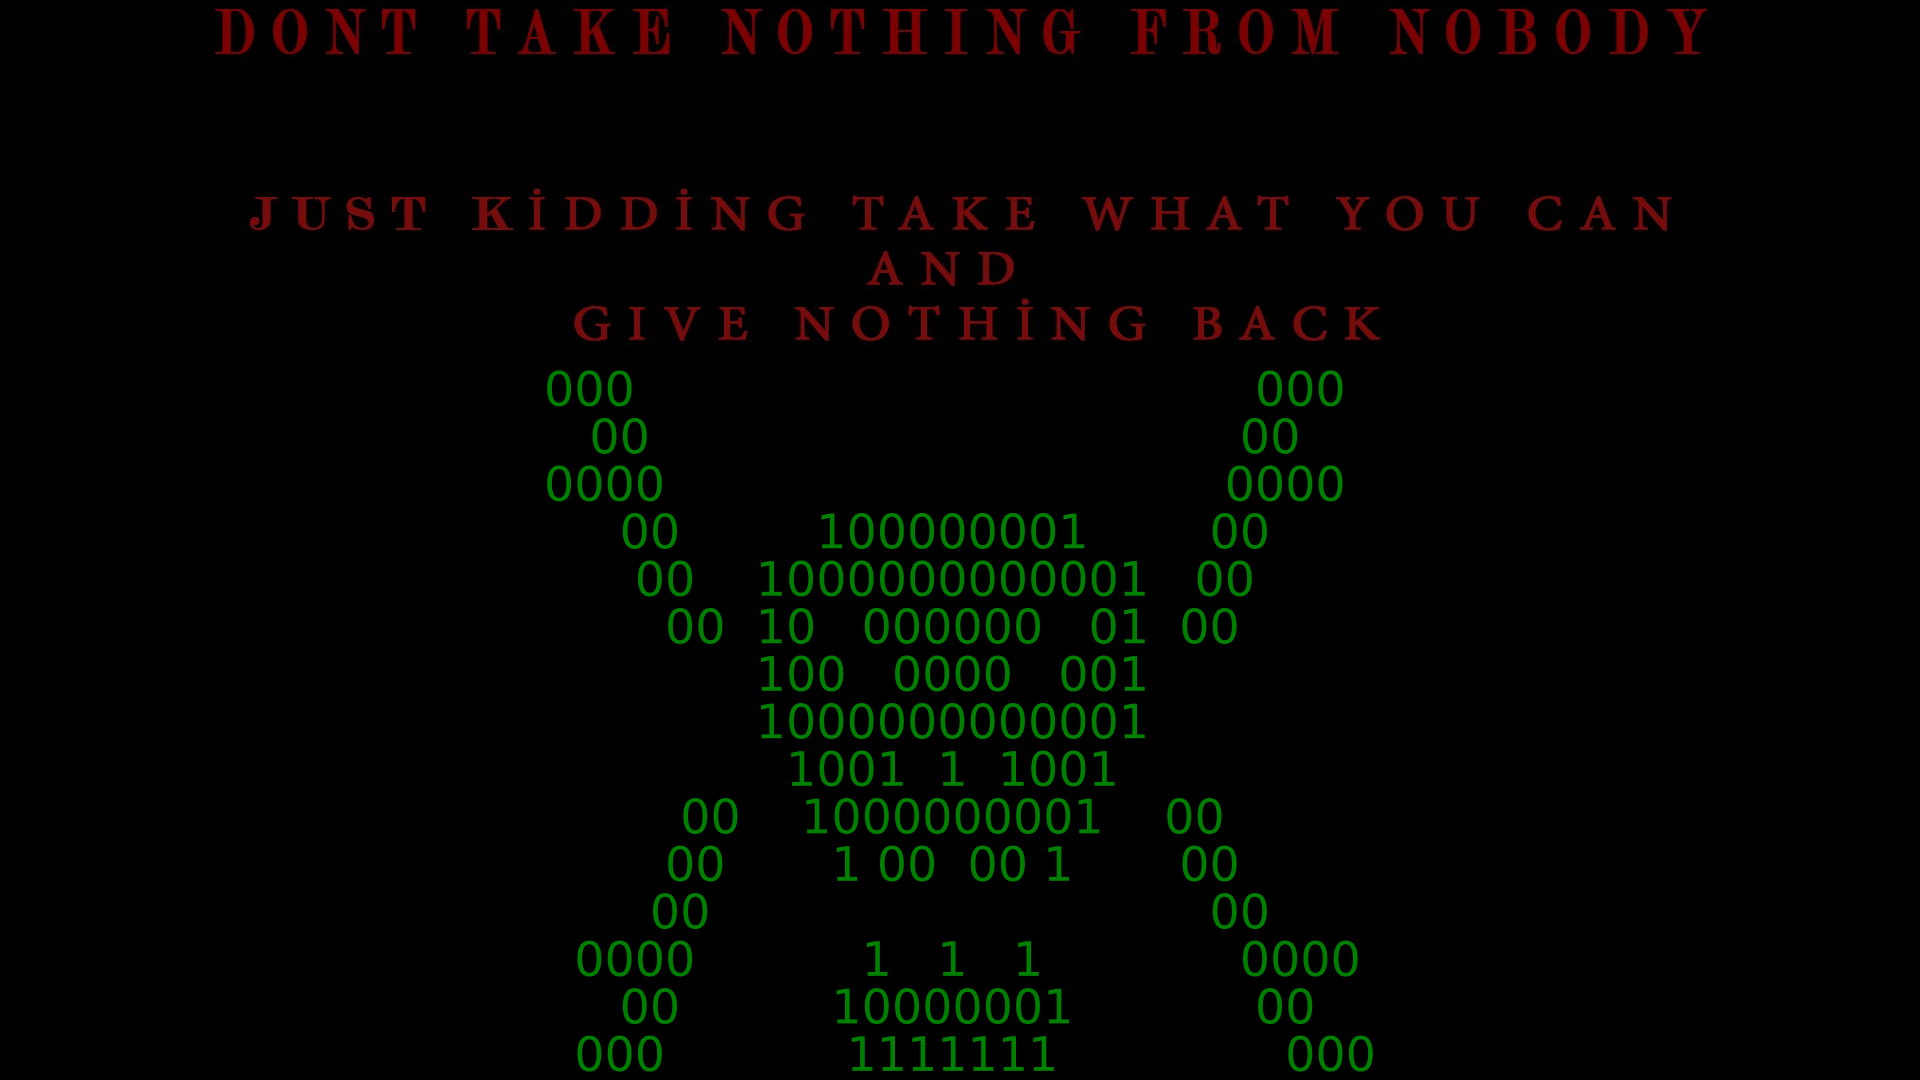 DONT TAKE NOTHING FROM NOBODY
JUST KİDDİNG TAKE WHAT YOU CAN
AND
GIVE NOTHİNG BACK
000 000
00 00
0000 0000
00 100000001 00
00 1000000000001 00
00 10 000000 01 00
100 0000 001
1000000000001
1001 1 1001
00 1000000001 00
00 1 00 00 1 00
00 00
0000 1 1 1 0000
00 10000001 00
000 1111111 000